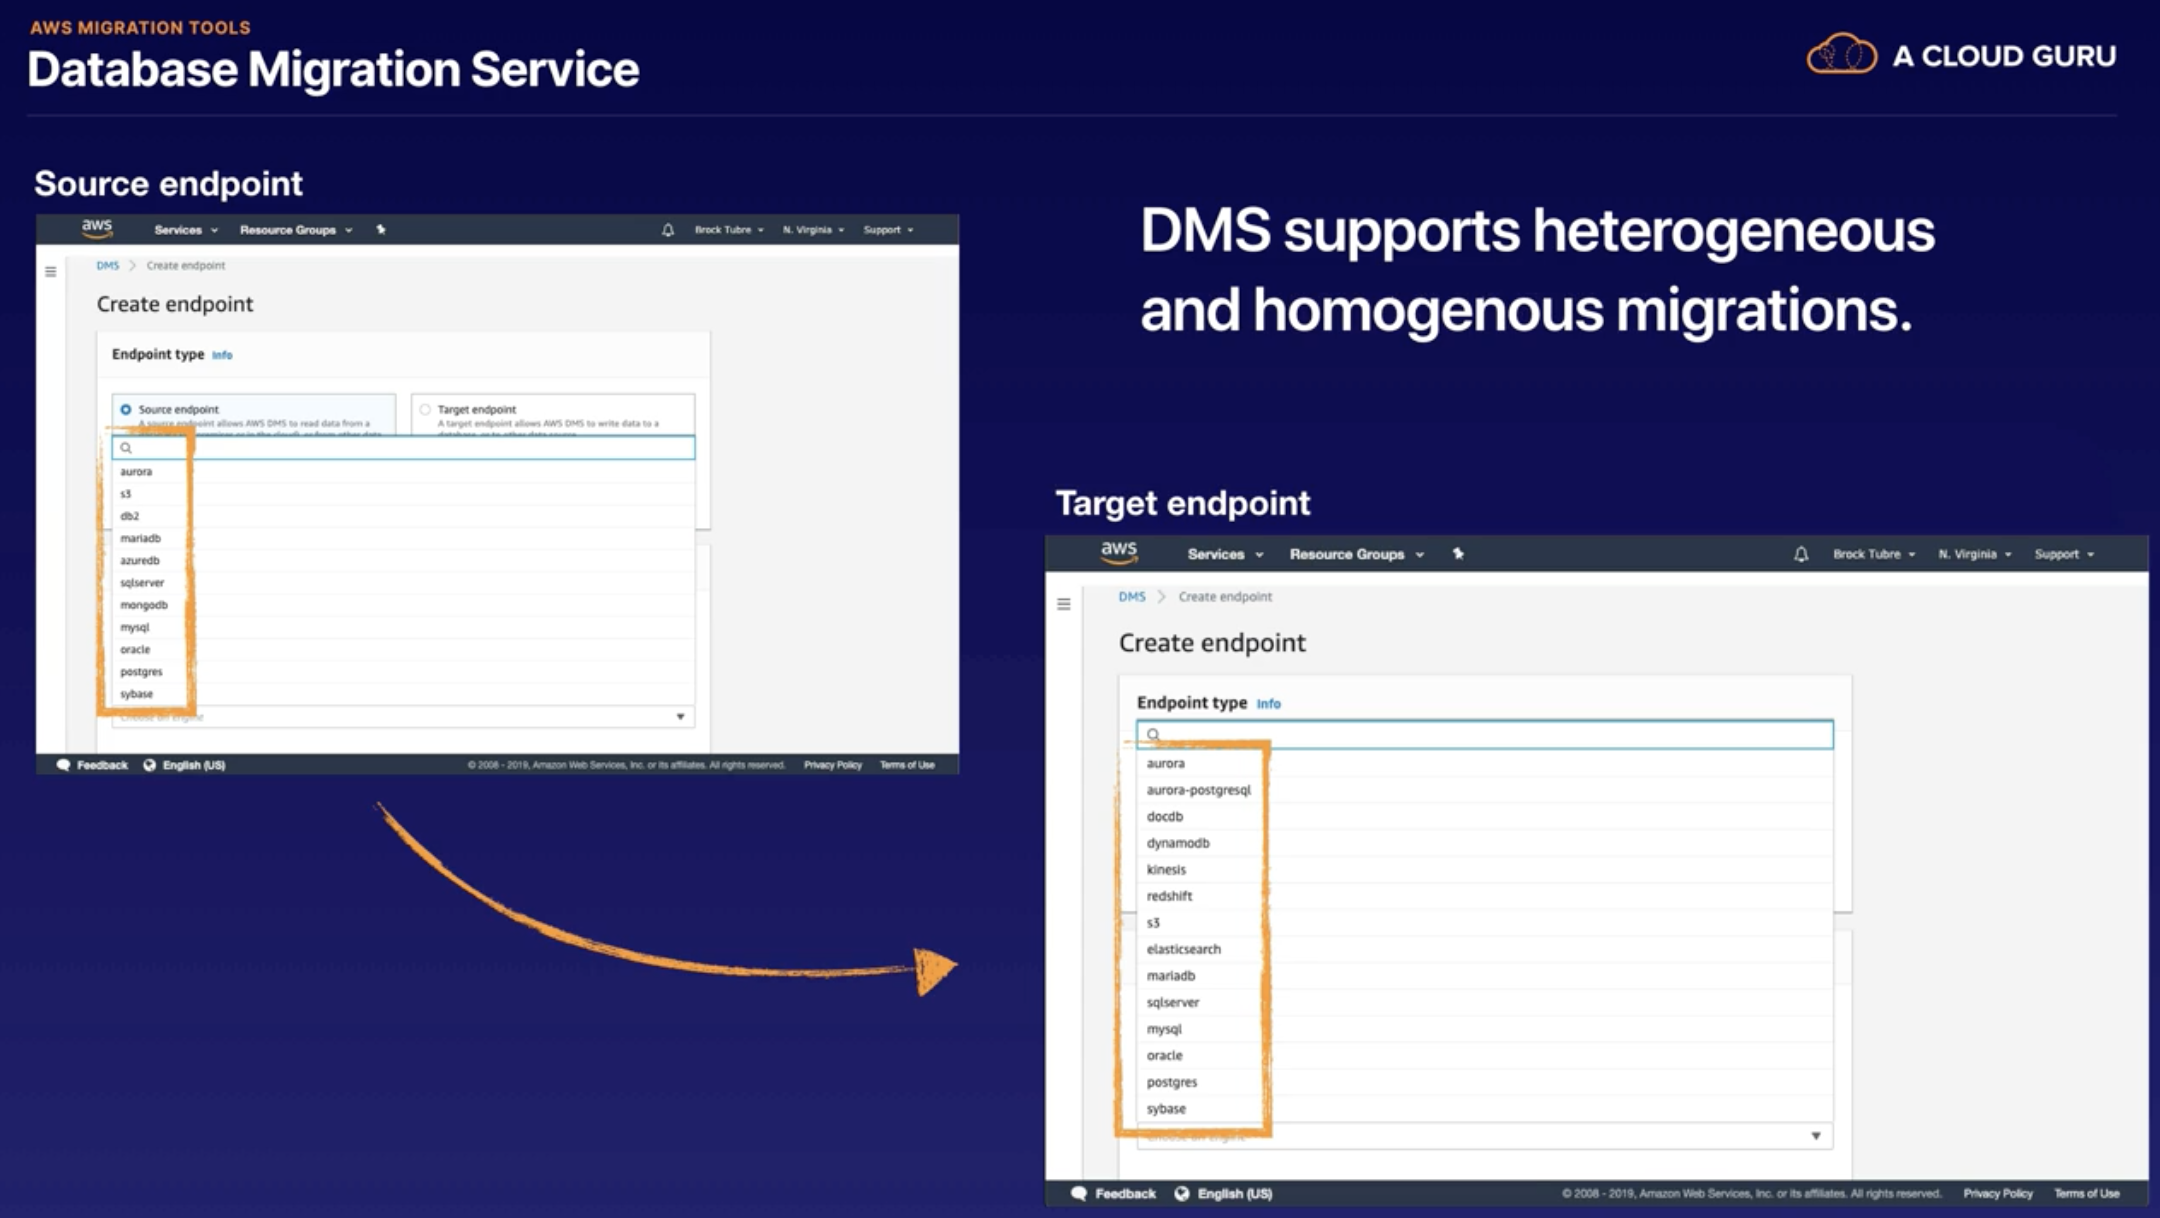 AWS MIGRATION TOOLS
Database Migration Service
A CLOUD GURU
Source endpoint
aws Services Resource Groups Brock Tubre N. Virginia Support
DMS > Create endpoint
Create endpoint
Endpoint type Info
Source endpoint
A source endpoint allows AWS DMS to read data from a
Target endpoint
A target endpoint allows AWS DMS to write data to a
aurora
s3
db2
mariadb
azuredb
sqlserver
mongodb
mysql
oracle
postgres
sybase
Choose an engine
Feedback English (US) © 2008 - 2019, Amazon Web Services, Inc. or its affiliates. All rights reserved. Privacy Policy Terms of Use
DMS supports heterogeneous
and homogenous migrations.
Target endpoint
aws Services Resource Groups Brock Tubre N. Virginia Support
DMS > Create endpoint
Create endpoint
Endpoint type Info
aurora
aurora-postgresql
docdb
dynamodb
kinesis
redshift
s3
elasticsearch
mariadb
sqlserver
mysql
oracle
postgres
sybase
Choose an engine
Feedback English (US) © 2008 - 2019, Amazon Web Services, Inc. or its affiliates. All rights reserved. Privacy Policy Terms of Use